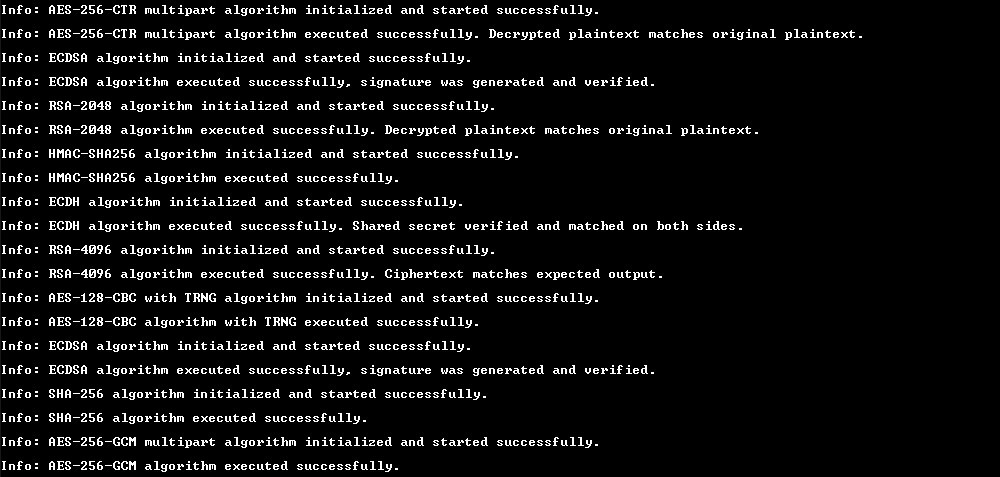 Info: AES-256-CTR multipart algorithm initialized and started successfully.
Info: AES-256-CTR multipart algorithm executed successfully. Decrypted plaintext matches original plaintext.
Info: ECDSA algorithm initialized and started successfully.
Info: ECDSA algorithm executed successfully, signature was generated and verified.
Info: RSA-2048 algorithm initialized and started successfully.
Info: RSA-2048 algorithm executed successfully. Decrypted plaintext matches original plaintext.
Info: HMAC-SHA256 algorithm initialized and started successfully.
Info: HMAC-SHA256 algorithm executed successfully.
Info: ECDH algorithm initialized and started successfully.
Info: ECDH algorithm executed successfully. Shared secret verified and matched on both sides.
Info: RSA-4096 algorithm initialized and started successfully.
Info: RSA-4096 algorithm executed successfully. Ciphertext matches expected output.
Info: AES-128-CBC with TRNG algorithm initialized and started successfully.
Info: AES-128-CBC algorithm with TRNG executed successfully.
Info: ECDSA algorithm initialized and started successfully.
Info: ECDSA algorithm executed successfully, signature was generated and verified.
Info: SHA-256 algorithm initialized and started successfully.
Info: SHA-256 algorithm executed successfully.
Info: AES-256-GCM multipart algorithm initialized and started successfully.
Info: AES-256-GCM algorithm executed successfully.